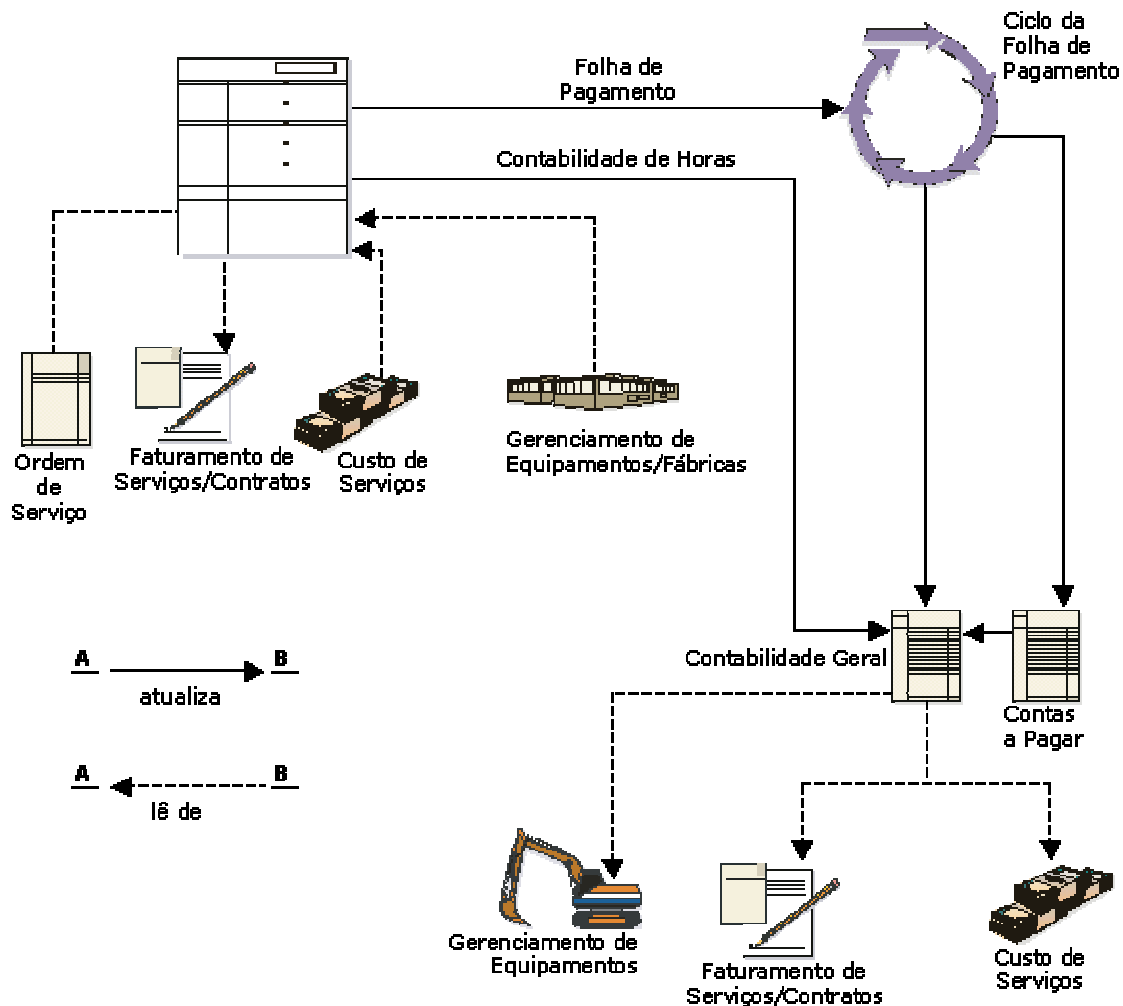 Ciclo da
Folha de
Pagamento
Folha de
Pagamento
Contabilidade de Horas
Ordem
de
Serviço
Faturamento de
Serviços/Contratos
Custo de
Serviços
Gerenciamento de
Equipamentos/Fábricas
Contabilidade Geral
Contas
a Pagar
A B
atualiza
A B
lê de
Gerenciamento de
Equipamentos
Faturamento de
Serviços/Contratos
Custo de
Serviços